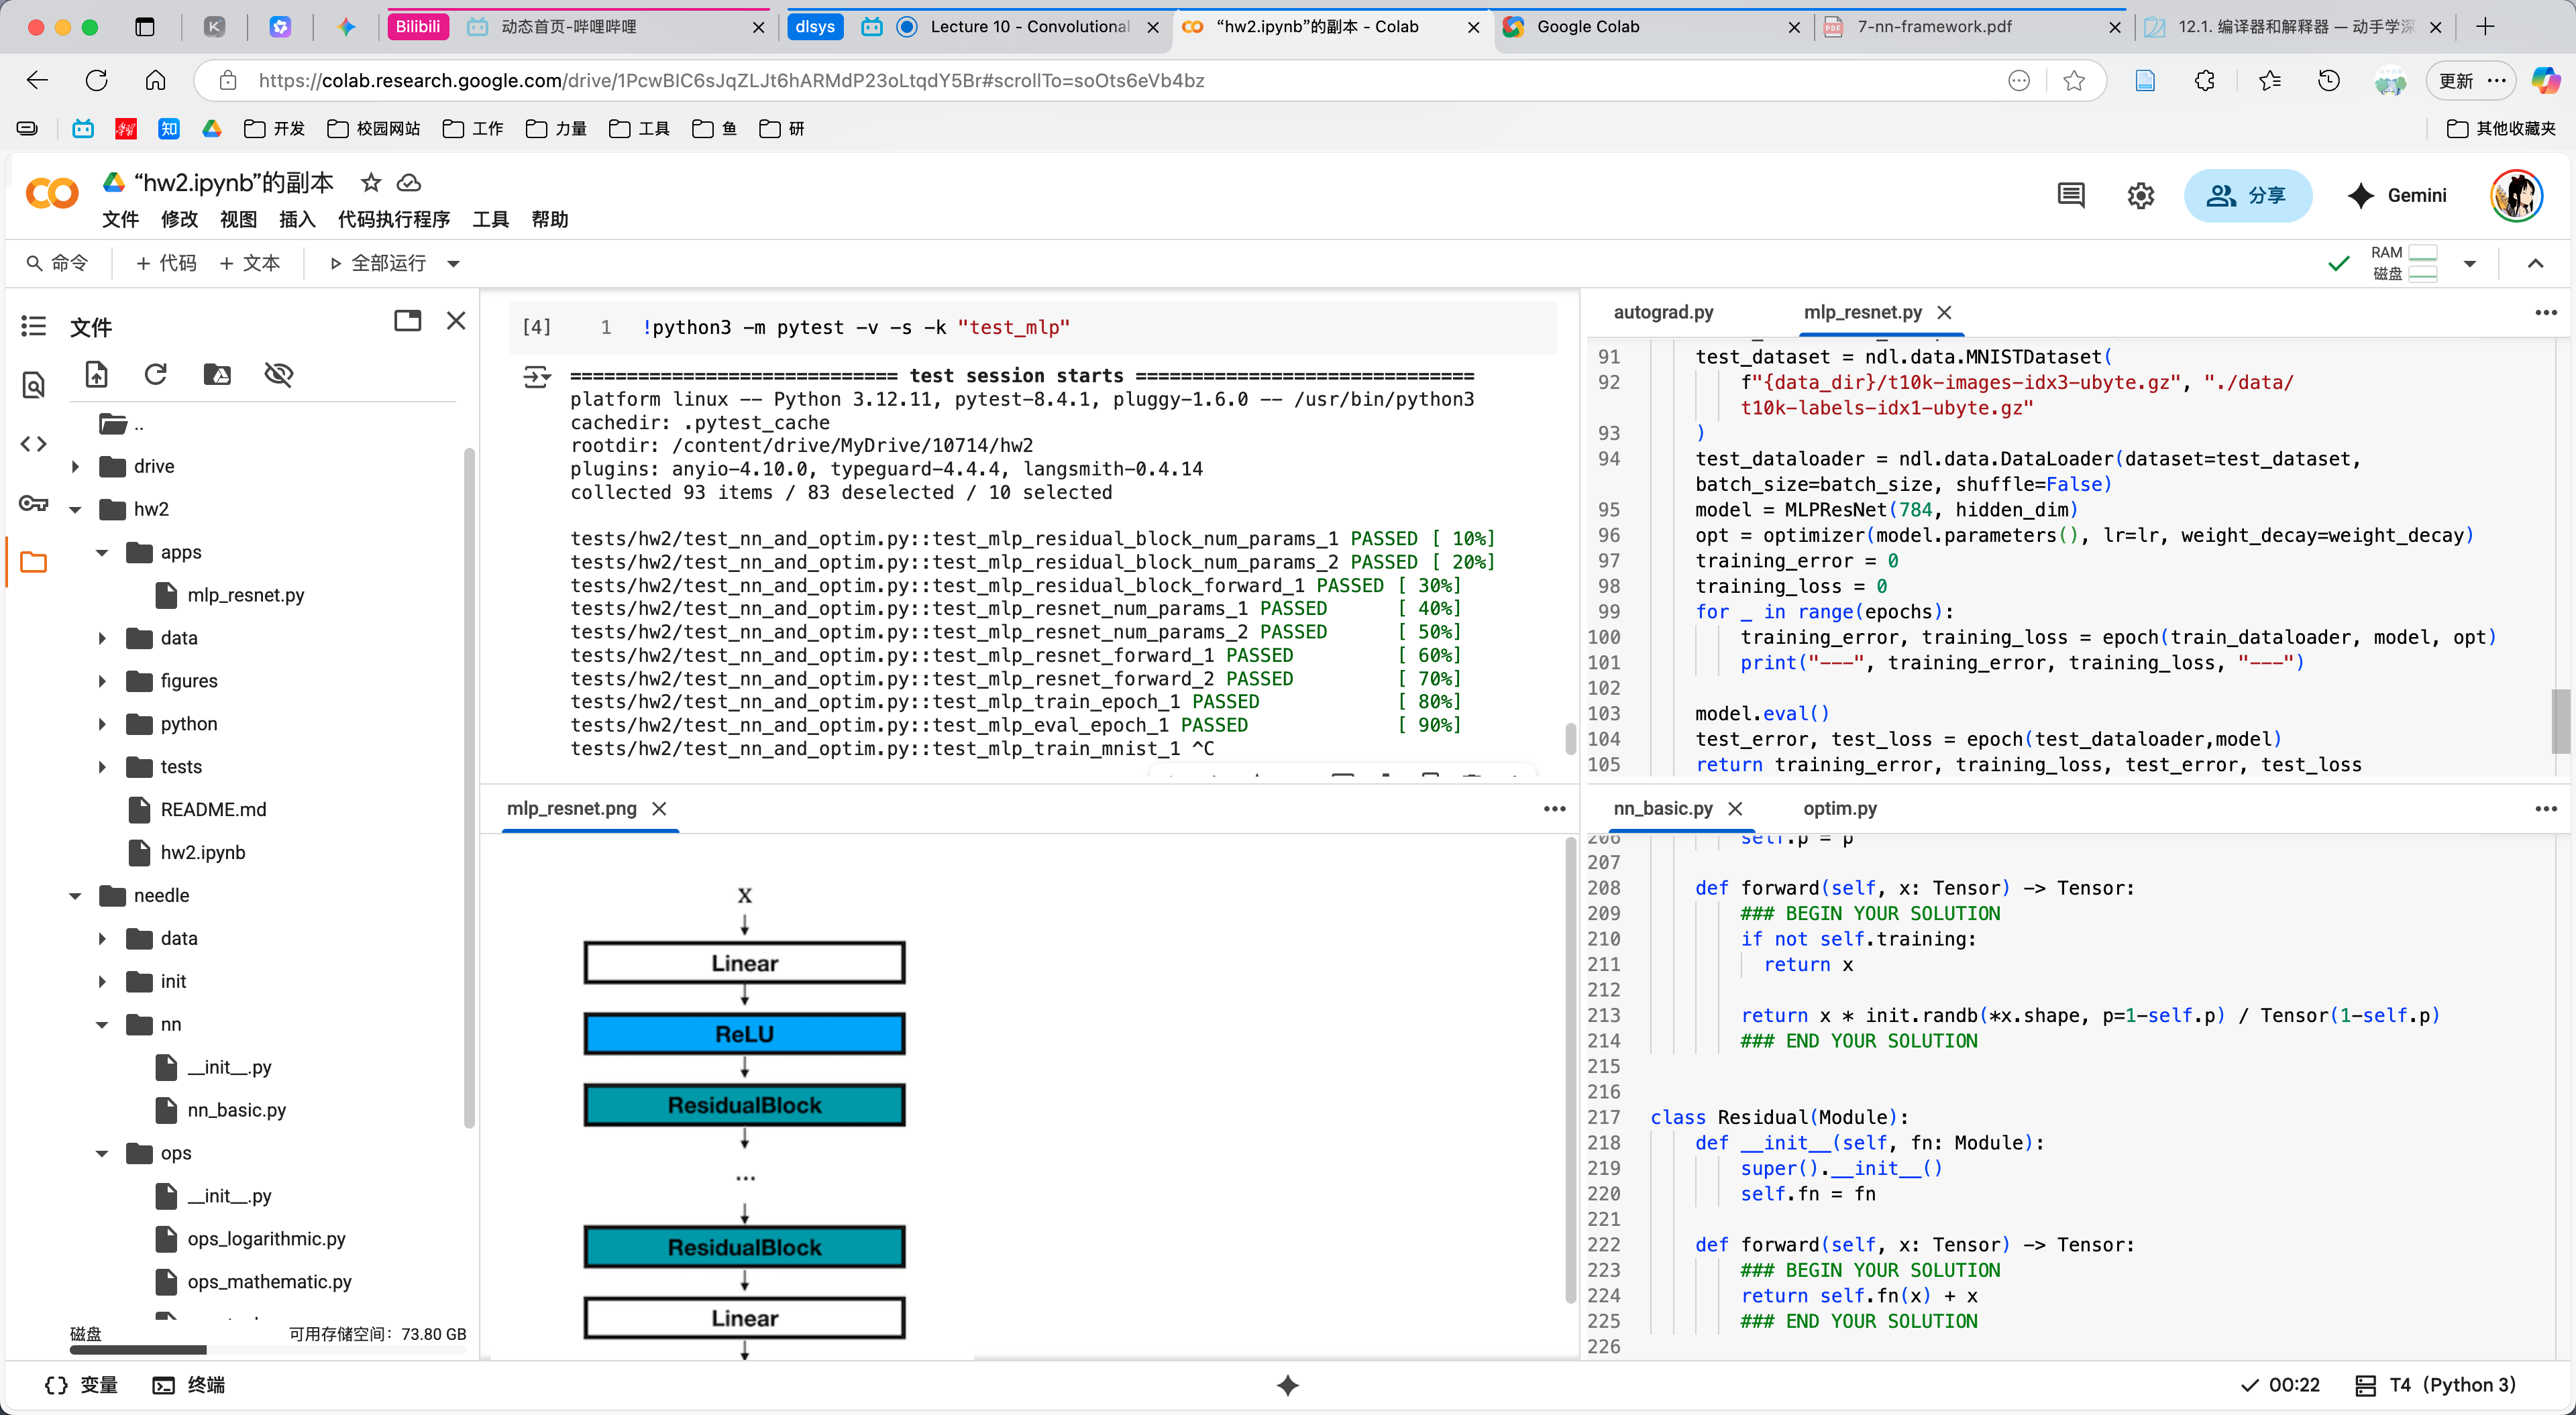 Bilibili
动态首页-哔哩哔哩
dlsys
Lecture 10 - Convolutional
“hw2.ipynb”的副本 - Colab
Google Colab
7-nn-framework.pdf
12.1. 编译器和解释器 — 动手学深
https://colab.research.google.com/drive/1PcwBIC6sJqZLJt6hARMdP23oLtqdY5Br#scrollTo=soOts6eVb4bz
更新
开发
校园网站
工作
力量
工具
鱼
研
其他收藏夹
“hw2.ipynb”的副本
文件 修改 视图 插入 代码执行程序 工具 帮助
分享
Gemini
命令
+ 代码 + 文本
全部运行
RAM
磁盘
文件
..
drive
hw2
apps
mlp_resnet.py
data
figures
python
tests
README.md
hw2.ipynb
needle
data
init
nn
__init__.py
nn_basic.py
ops
__init__.py
ops_logarithmic.py
ops_mathematic.py
磁盘 可用存储空间：73.80 GB
[4] 1 !python3 -m pytest -v -s -k "test_mlp"
============================= test session starts ==============================
platform linux -- Python 3.12.11, pytest-8.4.1, pluggy-1.6.0 -- /usr/bin/python3
cachedir: .pytest_cache
rootdir: /content/drive/MyDrive/10714/hw2
plugins: anyio-4.10.0, typeguard-4.4.4, langsmith-0.4.14
collected 93 items / 83 deselected / 10 selected
tests/hw2/test_nn_and_optim.py::test_mlp_residual_block_num_params_1 PASSED [ 10%]
tests/hw2/test_nn_and_optim.py::test_mlp_residual_block_num_params_2 PASSED [ 20%]
tests/hw2/test_nn_and_optim.py::test_mlp_residual_block_forward_1 PASSED [ 30%]
tests/hw2/test_nn_and_optim.py::test_mlp_resnet_num_params_1 PASSED [ 40%]
tests/hw2/test_nn_and_optim.py::test_mlp_resnet_num_params_2 PASSED [ 50%]
tests/hw2/test_nn_and_optim.py::test_mlp_resnet_forward_1 PASSED [ 60%]
tests/hw2/test_nn_and_optim.py::test_mlp_resnet_forward_2 PASSED [ 70%]
tests/hw2/test_nn_and_optim.py::test_mlp_train_epoch_1 PASSED [ 80%]
tests/hw2/test_nn_and_optim.py::test_mlp_eval_epoch_1 PASSED [ 90%]
tests/hw2/test_nn_and_optim.py::test_mlp_train_mnist_1 ^C
autograd.py
mlp_resnet.py
91 test_dataset = ndl.data.MNISTDataset(
92 f"{data_dir}/t10k-images-idx3-ubyte.gz", "./data/
t10k-labels-idx1-ubyte.gz"
93 )
94 test_dataloader = ndl.data.DataLoader(dataset=test_dataset,
batch_size=batch_size, shuffle=False)
95 model = MLPResNet(784, hidden_dim)
96 opt = optimizer(model.parameters(), lr=lr, weight_decay=weight_decay)
97 training_error = 0
98 training_loss = 0
99 for _ in range(epochs):
100 training_error, training_loss = epoch(train_dataloader, model, opt)
101 print("---", training_error, training_loss, "---")
102
103 model.eval()
104 test_error, test_loss = epoch(test_dataloader,model)
105 return training_error, training_loss, test_error, test_loss
mlp_resnet.png
X
Linear
ReLU
ResidualBlock
...
ResidualBlock
Linear
nn_basic.py
optim.py
206 self.p = p
207
208 def forward(self, x: Tensor) -> Tensor:
209 ### BEGIN YOUR SOLUTION
210 if not self.training:
211 return x
212
213 return x * init.randb(*x.shape, p=1-self.p) / Tensor(1-self.p)
214 ### END YOUR SOLUTION
215
216
217 class Residual(Module):
218 def __init__(self, fn: Module):
219 super().__init__()
220 self.fn = fn
221
222 def forward(self, x: Tensor) -> Tensor:
223 ### BEGIN YOUR SOLUTION
224 return self.fn(x) + x
225 ### END YOUR SOLUTION
226
变量
终端
00:22
T4 (Python 3)